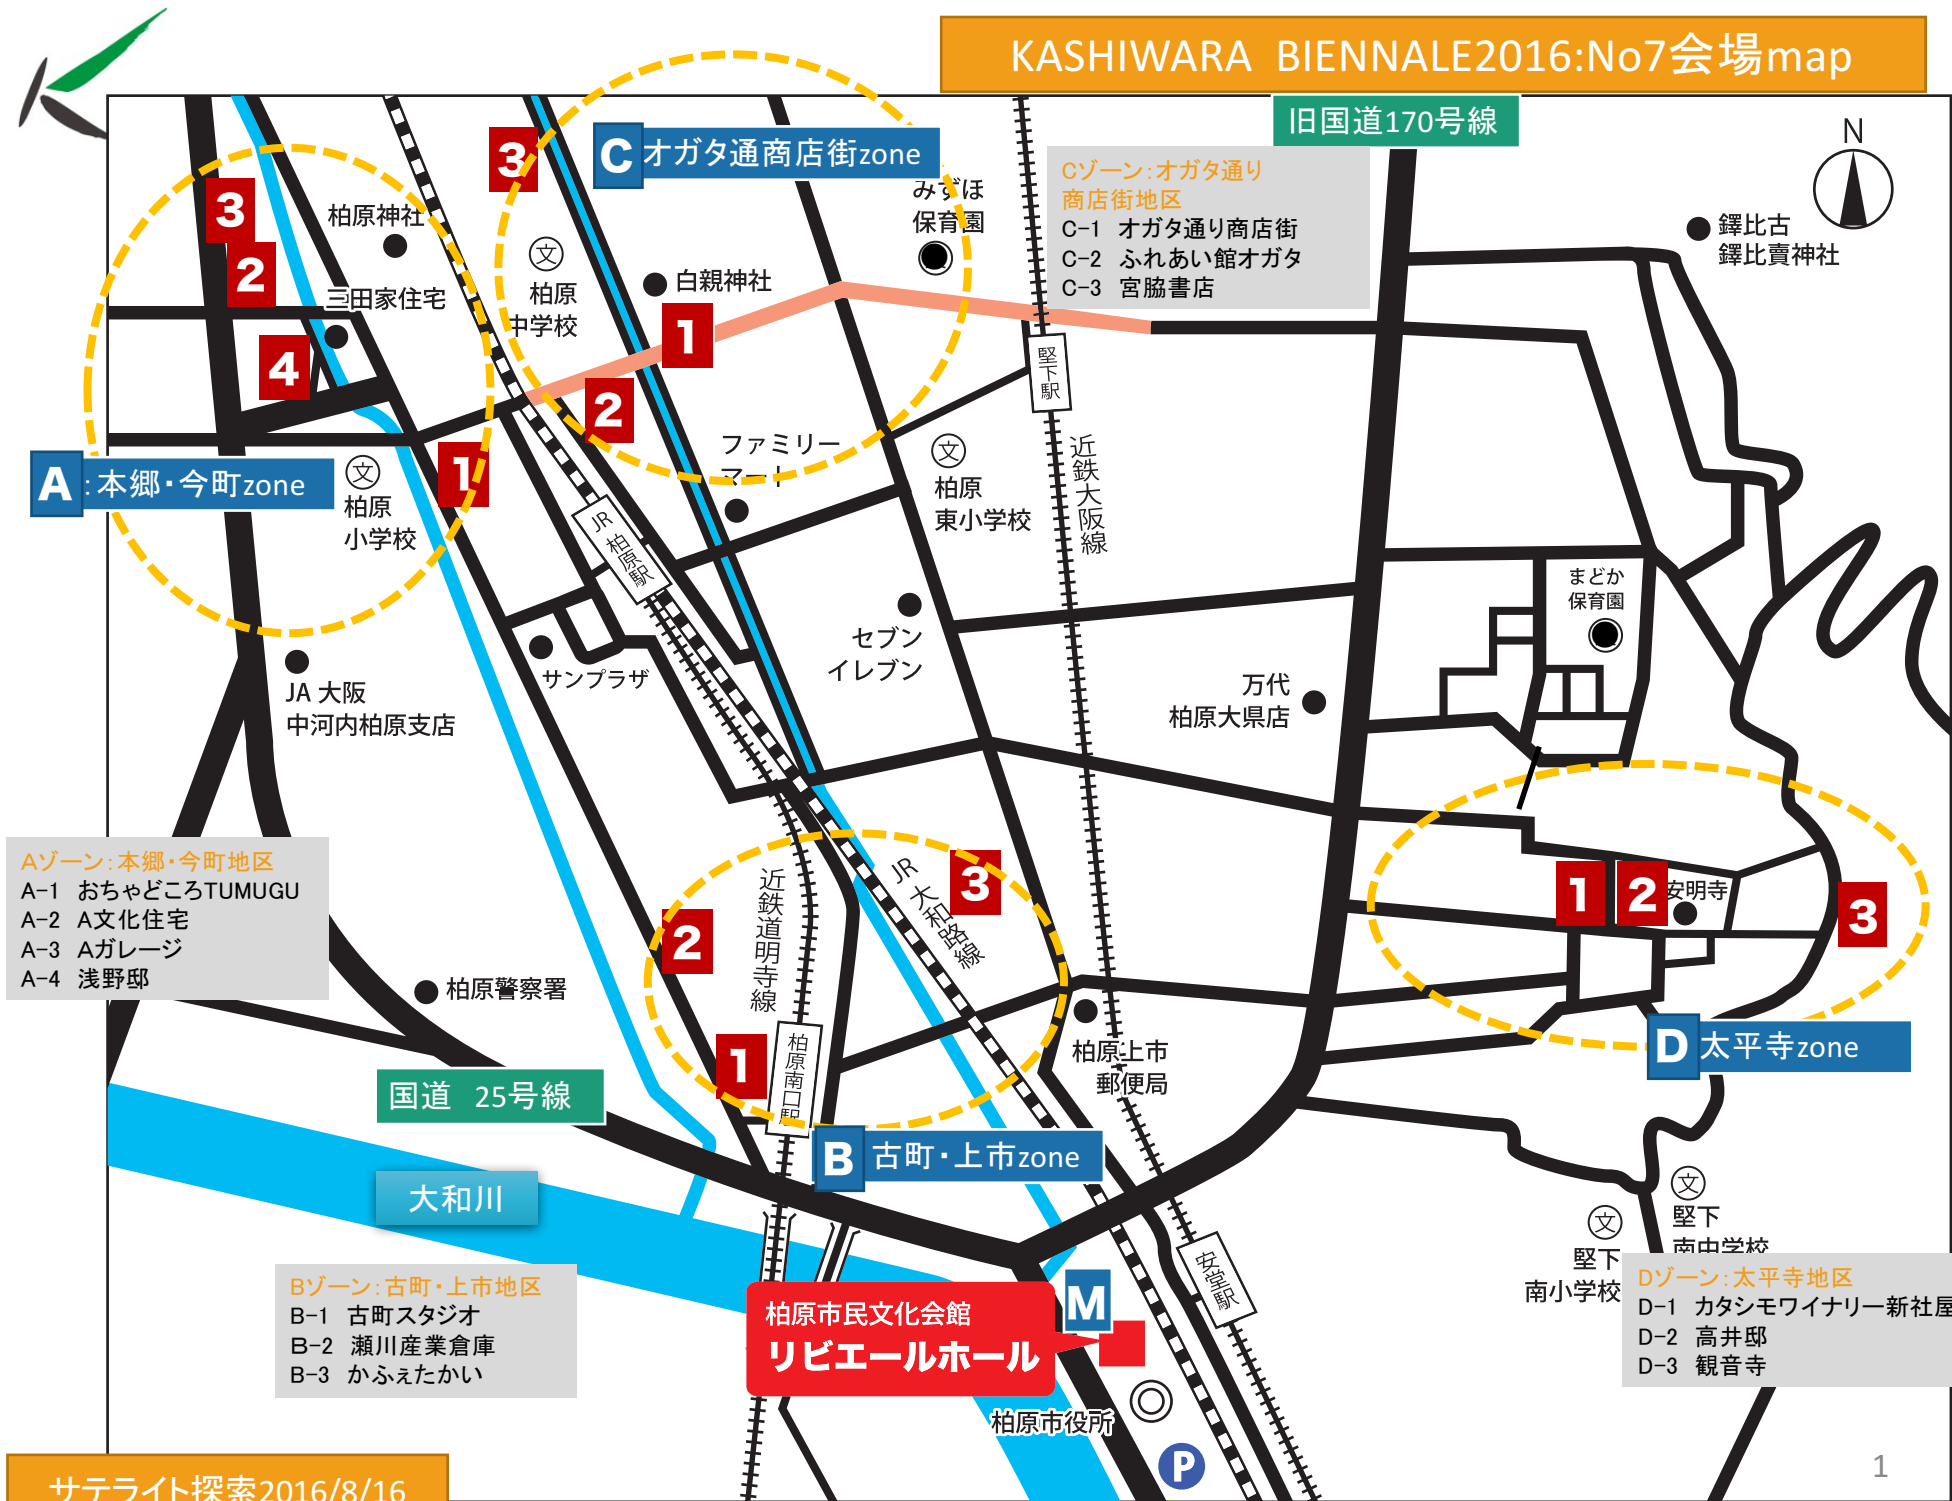 KASHIWARA BIENNALE2016:No7会場map
旧国道170号線
N
3
C
オガタ通商店街zone
みずほ
保育園
Cゾーン：オガタ通り
商店街地区
C-1 オガタ通り商店街
C-2 ふれあい館オガタ
C-3 宮脇書店
鐸比古
鐸比賣神社
3
2
柏原神社
文
柏原
中学校
白親神社
三田家住宅
4
1
2
堅下駅
近鉄大阪線
A
：本郷・今町zone
文
柏原
小学校
1
ファミリー
マート
文
柏原
東小学校
JR柏原駅
まどか
保育園
セブン
イレブン
サンプラザ
JA 大阪
中河内柏原支店
万代
柏原大県店
Aゾーン：本郷・今町地区
A-1 おちゃどころTUMUGU
A-2 A文化住宅
A-3 Aガレージ
A-4 浅野邸
近鉄道明寺線
JR大和路線
3
2
1
1
2
安明寺
3
柏原警察署
柏原南口駅
柏原上市
郵便局
D
太平寺zone
国道 25号線
B
古町・上市zone
大和川
文
堅下
南中学校
文
堅下
南小学校
安堂駅
Bゾーン：古町・上市地区
B-1 古町スタジオ
B-2 瀬川産業倉庫
B-3 かふぇたかい
柏原市民文化会館
リビエールホール
M
Dゾーン：太平寺地区
D-1 カタシモワイナリー新社屋
D-2 高井邸
D-3 観音寺
柏原市役所
P
サテライト探索2016/8/16
1